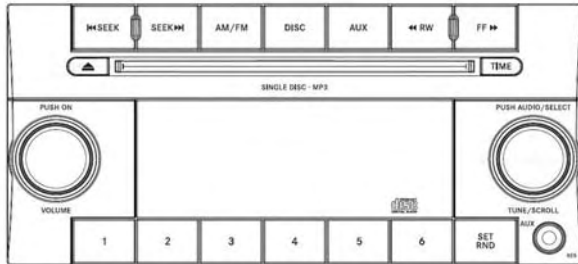 ⏮ SEEK SEEK ⏭ AM/FM DISC AUX ◀◀ RW FF ▶▶
TIME
SINGLE DISC - MP3
PUSH ON PUSH AUDIO/SELECT
disc
VOLUME TUNE/SCROLL
1 2 3 4 5 6 SET RND AUX